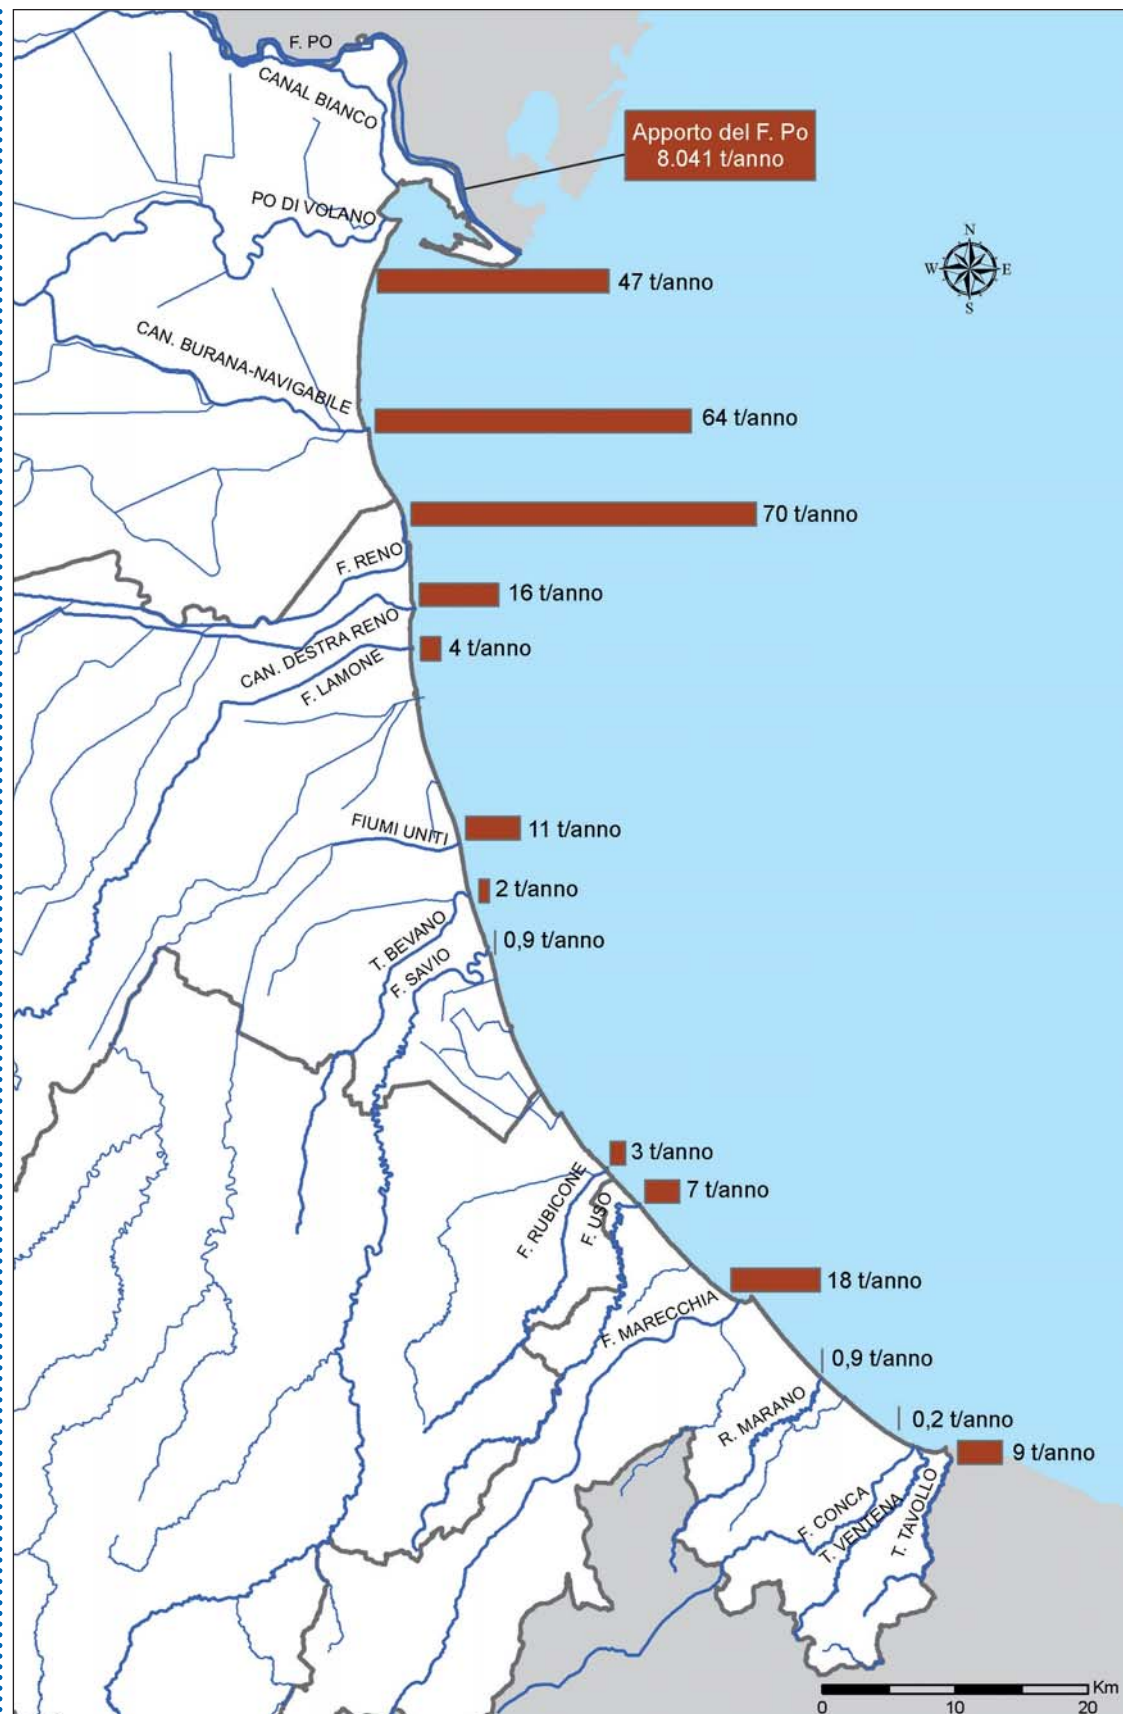 F. PO
CANAL BIANCO
Apporto del F. Po
8.041 t/anno
PO DI VOLANO
N
W
E
S
47 t/anno
CAN. BURANA-NAVIGABILE
64 t/anno
70 t/anno
F. RENO
16 t/anno
CAN. DESTRA RENO
4 t/anno
F. LAMONE
FIUMI UNITI
11 t/anno
2 t/anno
T. BEVANO
0,9 t/anno
F. SAVIO
3 t/anno
F. RUBICONE
7 t/anno
F. USO
18 t/anno
F. MARECCHIA
0,9 t/anno
R. MARANO
0,2 t/anno
9 t/anno
F. CONCA
T. VENTENA
T. TAVOLLO
Km
0 10 20